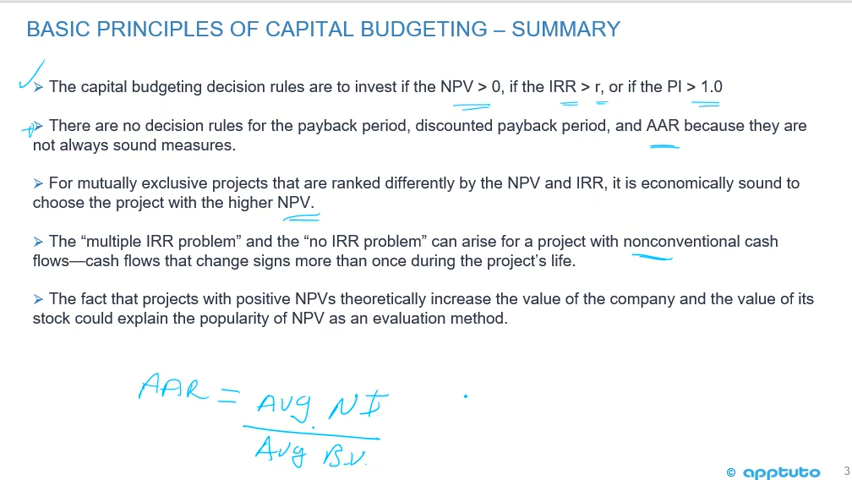 BASIC PRINCIPLES OF CAPITAL BUDGETING – SUMMARY
➢ The capital budgeting decision rules are to invest if the NPV > 0, if the IRR > r, or if the PI > 1.0
➢ There are no decision rules for the payback period, discounted payback period, and AAR because they are
not always sound measures.
➢ For mutually exclusive projects that are ranked differently by the NPV and IRR, it is economically sound to
choose the project with the higher NPV.
➢ The “multiple IRR problem” and the “no IRR problem” can arise for a project with nonconventional cash
flows—cash flows that change signs more than once during the project’s life.
➢ The fact that projects with positive NPVs theoretically increase the value of the company and the value of its
stock could explain the popularity of NPV as an evaluation method.
AAR = Avg. NI
Avg B.V.
© apptuto 3